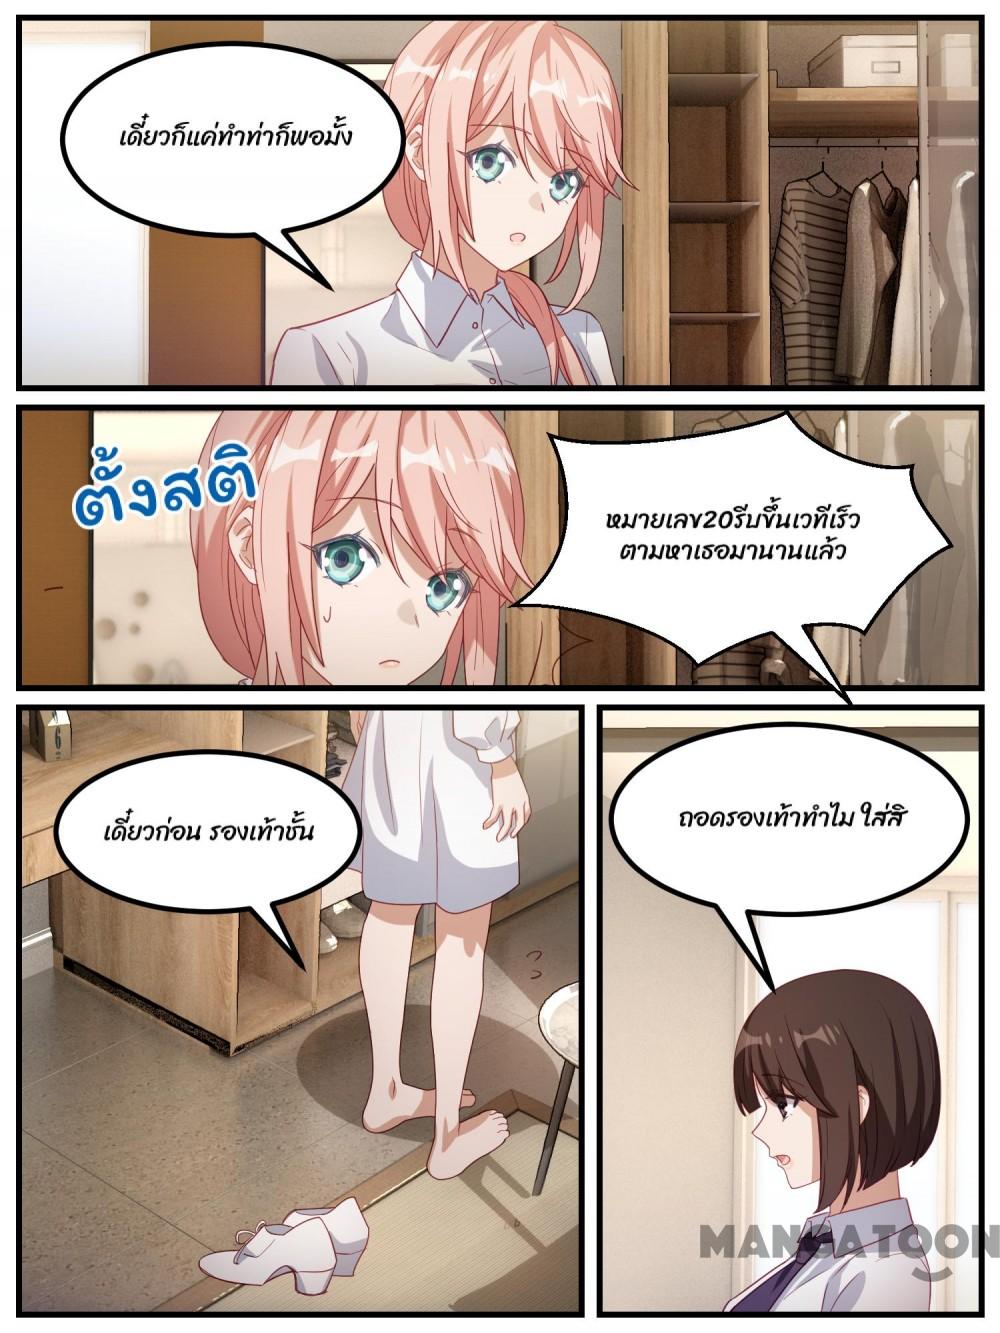 เดี๋ยวก็แค่ทำท่าก็พอมั้ง
ตั้งสติ
หมายเลข20รีบขึ้นเวทีเร็ว
ตามหาเธอมานานแล้ว
6
เดี๋ยวก่อน รองเท้าชั้น
ถอดรองเท้าทำไม ใส่สิ
MANGATOON